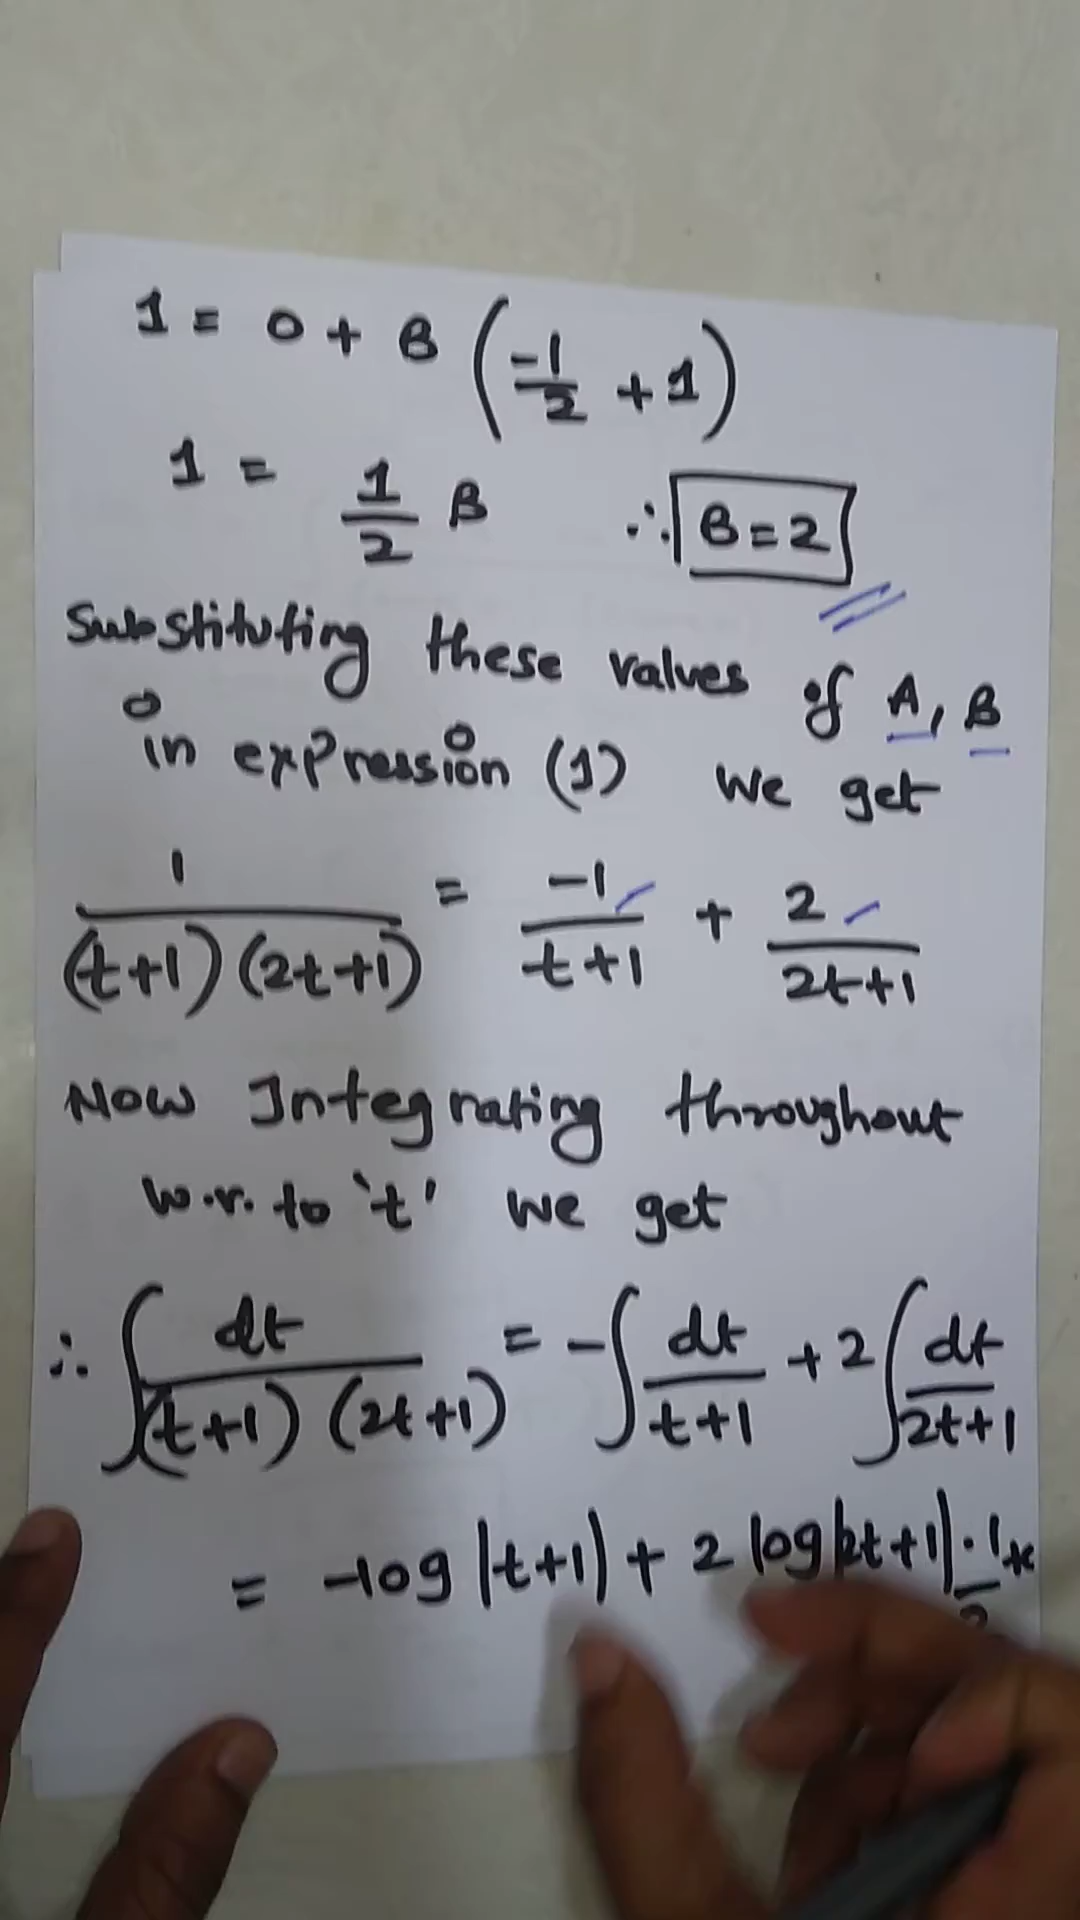 1 = 0 + B (-1/2 + 1)
1 = 1/2 B ∴ B=2
Substituting these values of A, B
in expression (1) we get
1/((t+1)(2t+1)) = -1/(t+1) + 2/(2t+1)
Now Integrating throughout
w.r. to 't' we get
∴ ∫ dt/((t+1)(2t+1)) = -∫ dt/(t+1) + 2∫ dt/(2t+1)
= -log|t+1| + 2 log|2t+1| · 1/2